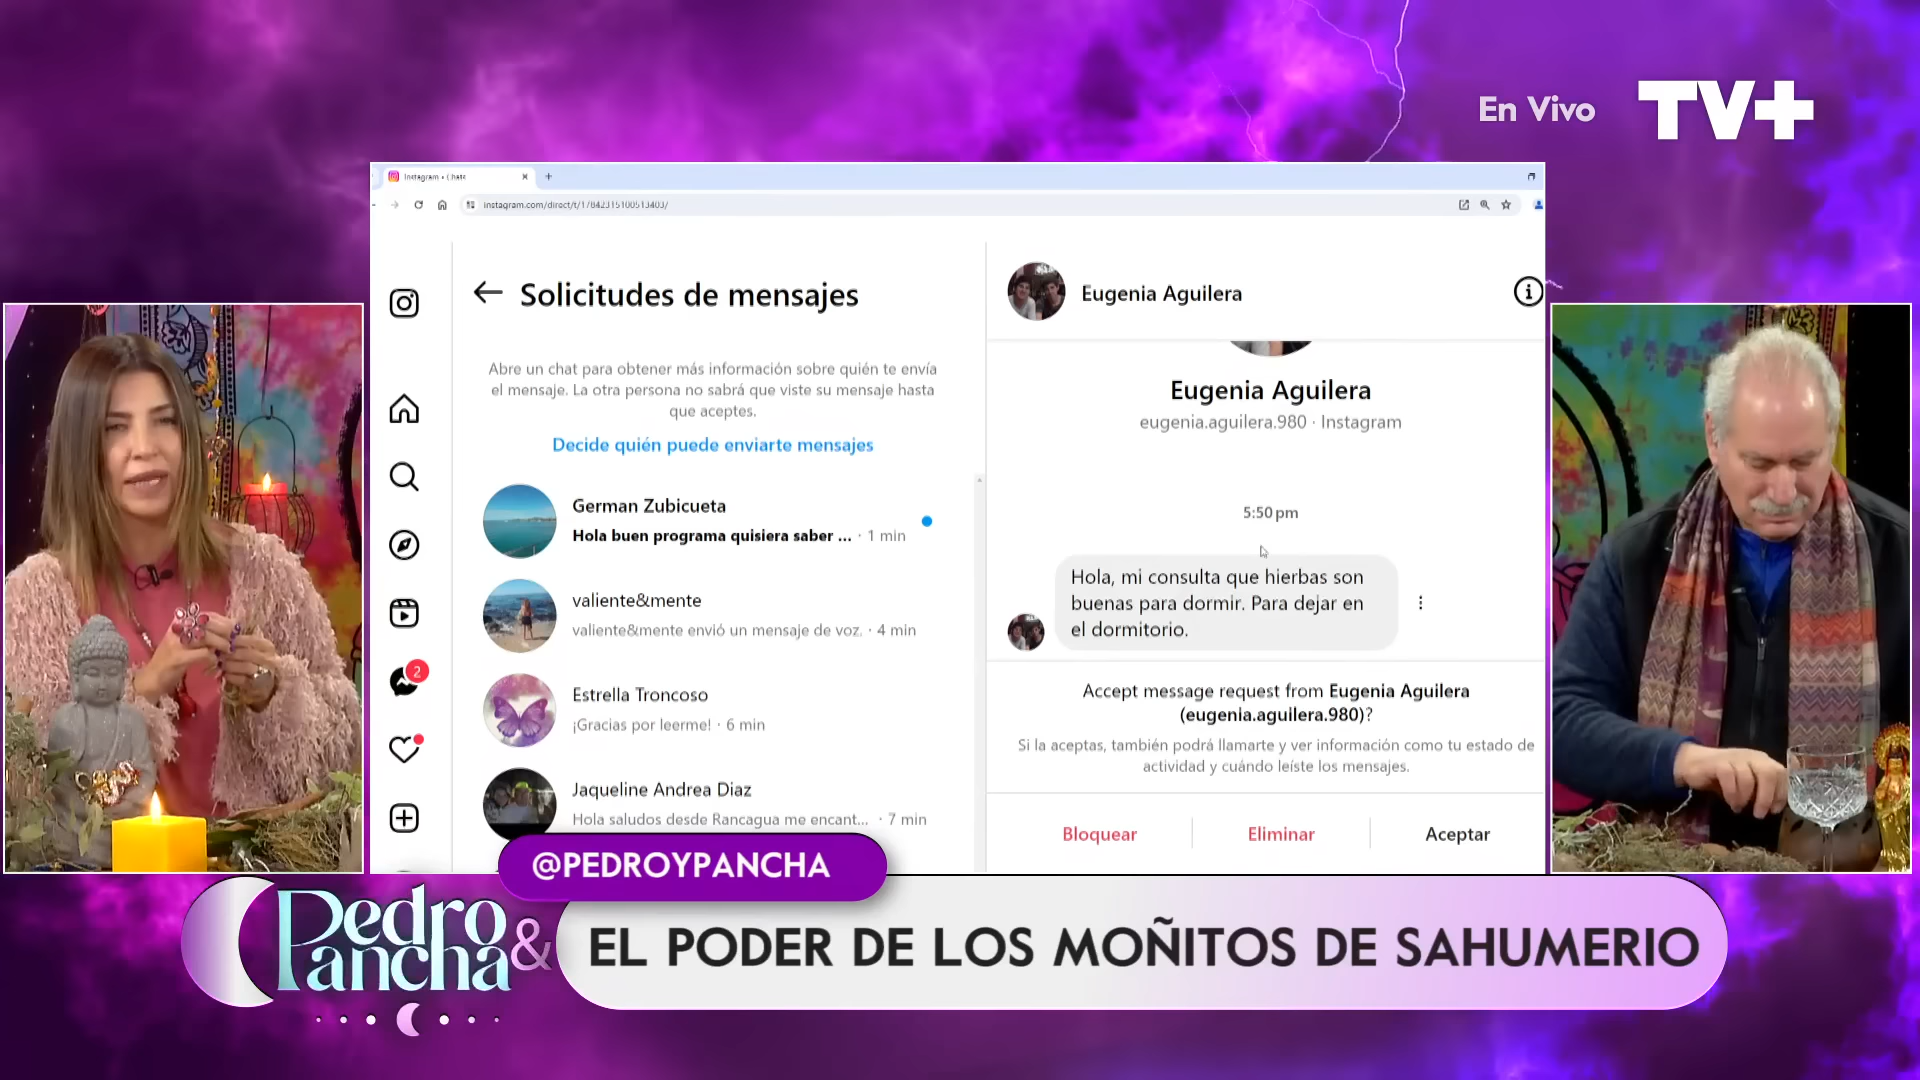 En Vivo
TV+
Instagram • Chats
instagram.com/direct/t/17842315100513403/
Solicitudes de mensajes
Abre un chat para obtener más información sobre quién te envía
el mensaje. La otra persona no sabrá que viste su mensaje hasta
que aceptes.
Decide quién puede enviarte mensajes
German Zubicueta
Hola buen programa quisiera saber ... · 1 min
valiente&mente
valiente&mente envió un mensaje de voz. · 4 min
Estrella Troncoso
¡Gracias por leerme! · 6 min
Jaqueline Andrea Diaz
Hola saludos desde Rancagua me encant... · 7 min
2
Eugenia Aguilera
Eugenia Aguilera
eugenia.aguilera.980 · Instagram
5:50 pm
Hola, mi consulta que hierbas son
buenas para dormir. Para dejar en
el dormitorio.
Accept message request from Eugenia Aguilera
(eugenia.aguilera.980)?
Si la aceptas, también podrá llamarte y ver información como tu estado de
actividad y cuándo leíste los mensajes.
Bloquear
Eliminar
Aceptar
@PEDROYPANCHA
Pedro
& Pancha
EL PODER DE LOS MOÑITOS DE SAHUMERIO